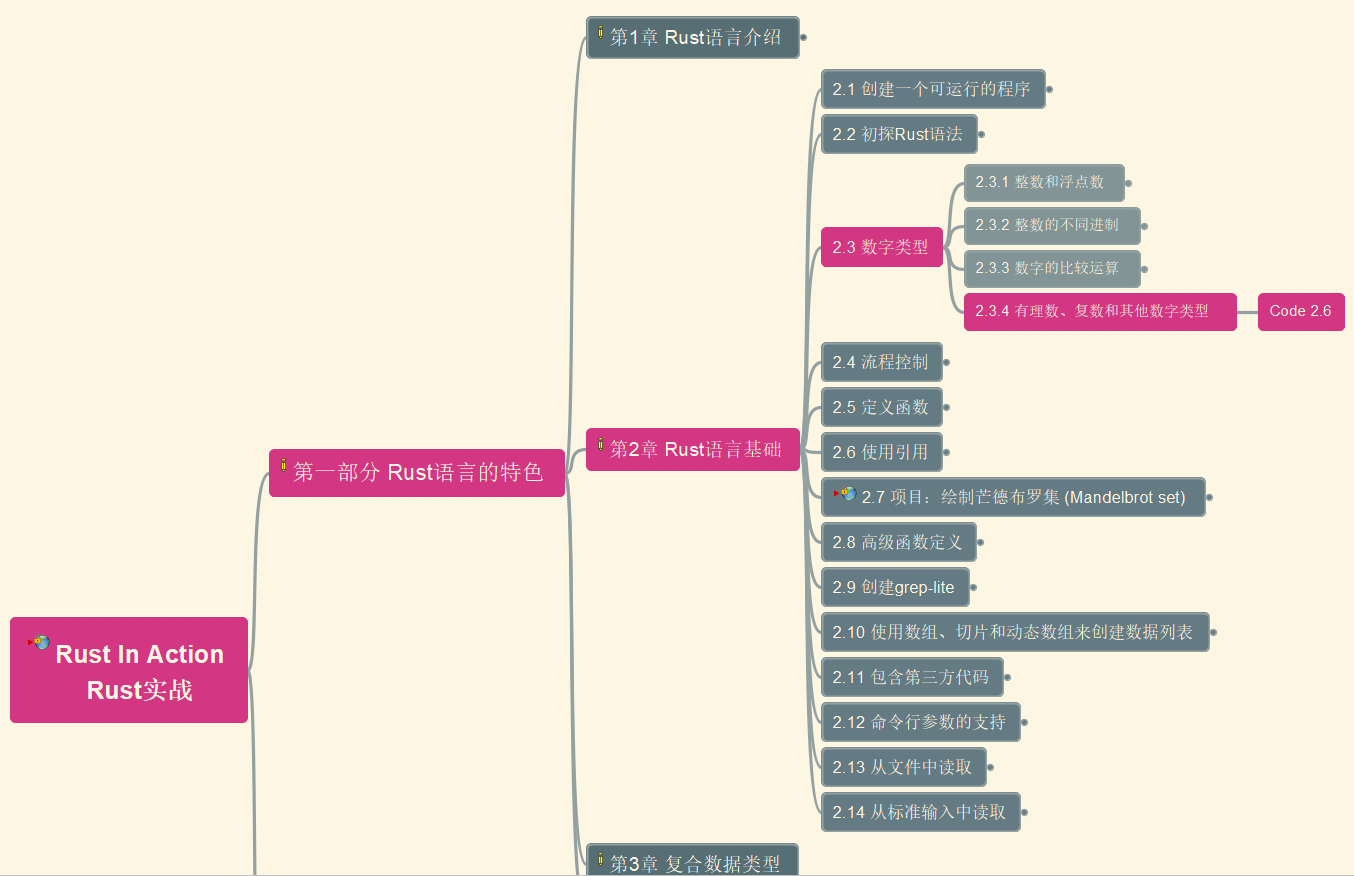 第1章 Rust语言介绍
2.1 创建一个可运行的程序
2.2 初探Rust语法
2.3.1 整数和浮点数
2.3.2 整数的不同进制
2.3 数字类型
2.3.3 数字的比较运算
2.3.4 有理数、复数和其他数字类型
Code 2.6
2.4 流程控制
2.5 定义函数
第2章 Rust语言基础
2.6 使用引用
第一部分 Rust语言的特色
2.7 项目：绘制芒德布罗集 (Mandelbrot set)
2.8 高级函数定义
2.9 创建grep-lite
2.10 使用数组、切片和动态数组来创建数据列表
Rust In Action
Rust实战
2.11 包含第三方代码
2.12 命令行参数的支持
2.13 从文件中读取
2.14 从标准输入中读取
第3章 复合数据类型